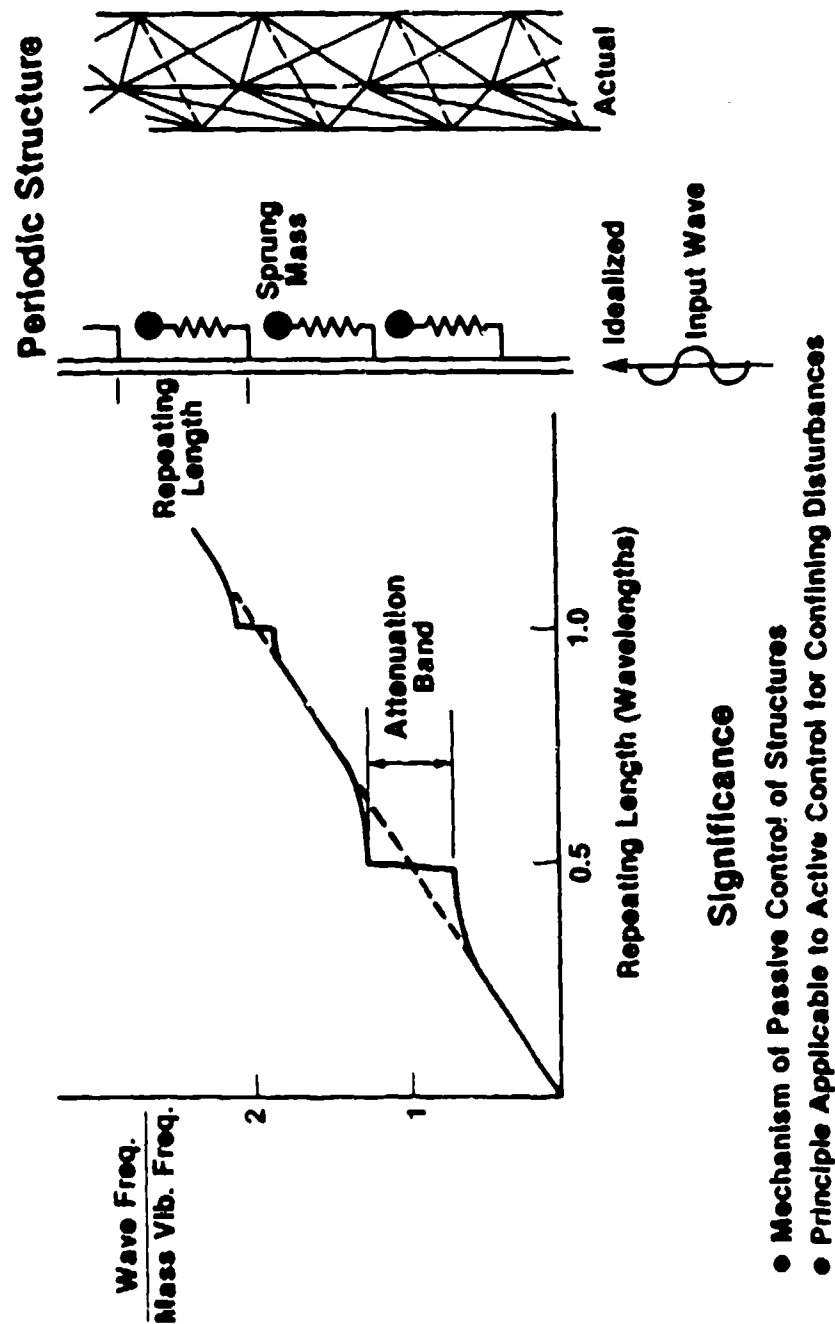 Periodic Structure
Wave Freq.
Mass Vib. Freq.
2
1
0.5
1.0
Repeating Length (Wavelengths)
Attenuation
Band
Repeating
Length
Sprung
Mass
Idealized
Input Wave
Actual
Significance
● Mechanism of Passive Control of Structures
● Principle Applicable to Active Control for Confining Disturbances